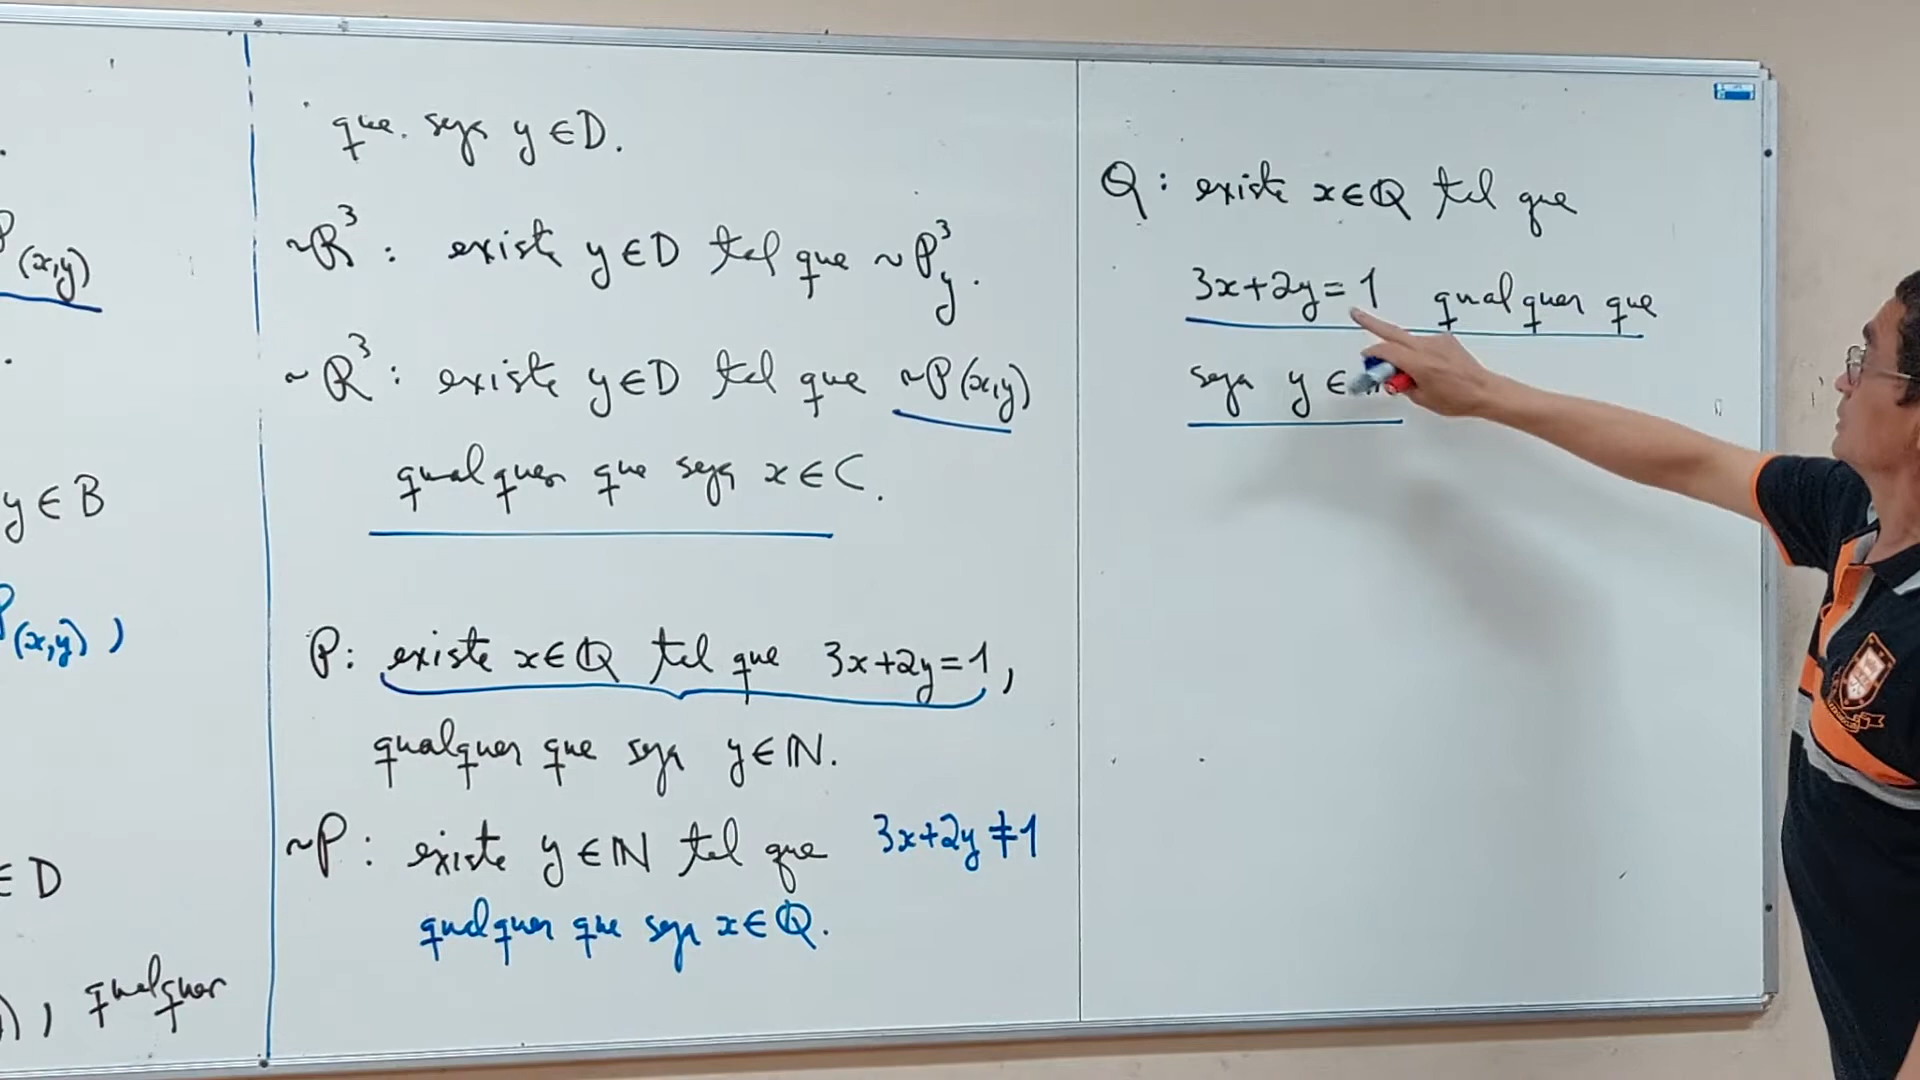 (x,y)
y ∈ B
(x,y) )
∈ D
), qualquer
que seja y ∈ D.
~R³: existe y ∈ D tal que ~P³y.
~R³: existe y ∈ D tal que ~P(x,y)
qualquer que seja x ∈ C.
P: existe x ∈ ℚ tal que 3x+2y=1,
qualquer que seja y ∈ ℕ.
~P: existe y ∈ ℕ tal que 3x+2y≠1
qualquer que seja x ∈ ℚ.
Q: existe x ∈ ℚ tal que
3x+2y=1 qualquer que
seja y ∈